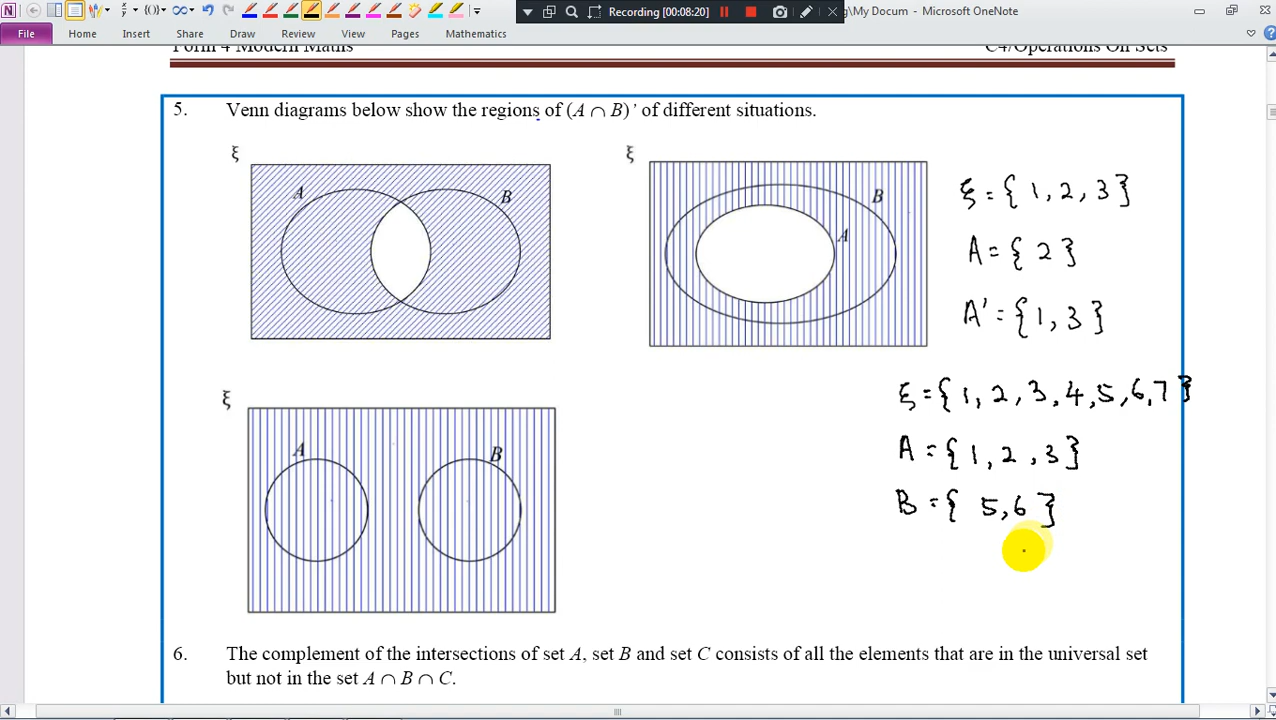 Recording [00:08:20]
g\My Docum - Microsoft OneNote
File Home Insert Share Draw Review View Pages Mathematics
Form 4 Modern Maths C4/Operations On Sets
5. Venn diagrams below show the regions of (A ∩ B)' of different situations.
ξ
A B
ξ
B
A
ξ = { 1, 2, 3 }
A = { 2 }
A' = { 1, 3 }
ξ
A B
ξ = { 1, 2, 3, 4, 5, 6, 7 }
A = { 1, 2, 3 }
B = { 5, 6 }
6. The complement of the intersections of set A, set B and set C consists of all the elements that are in the universal set
but not in the set A ∩ B ∩ C.